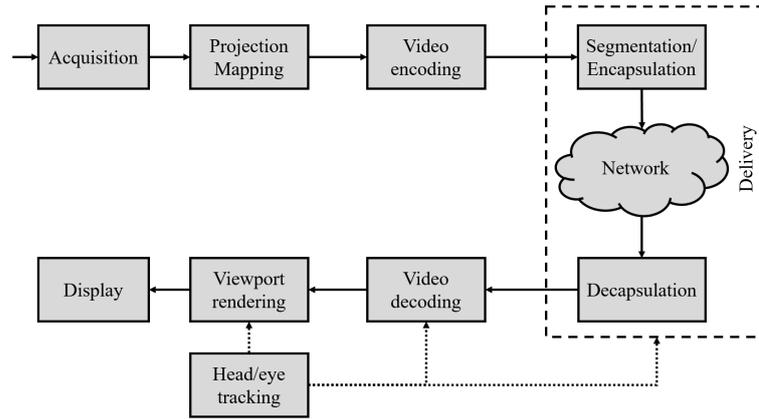 Acquisition
Projection
Mapping
Video
encoding
Segmentation/
Encapsulation
Network
Delivery
Display
Viewport
rendering
Video
decoding
Decapsulation
Head/eye
tracking